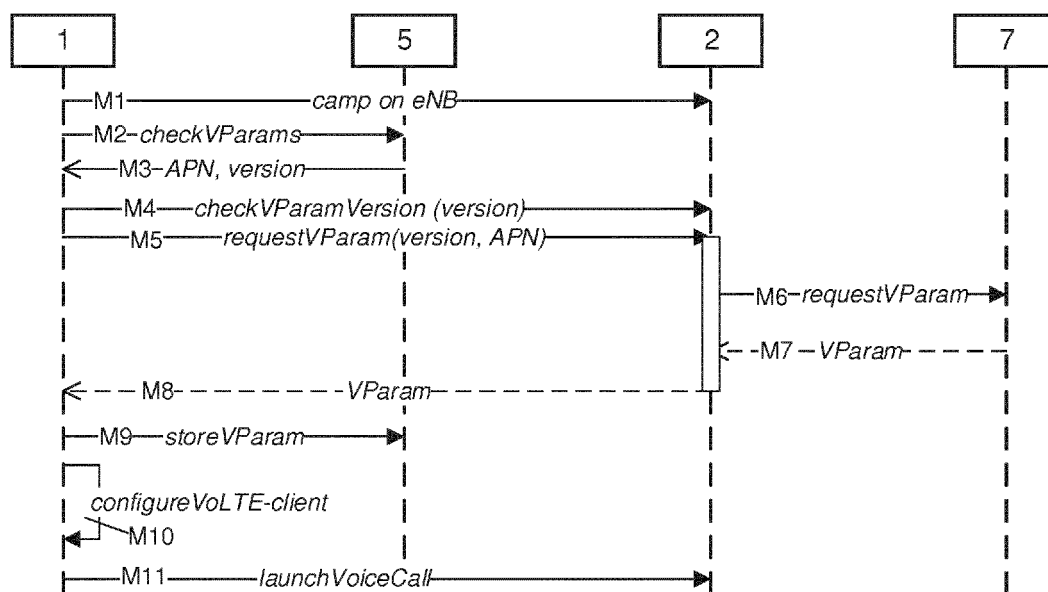 1 5 2 7
M1 camp on eNB
M2 checkVParams
M3 APN, version
M4 checkVParamVersion (version)
M5 requestVParam(version, APN)
M6 requestVParam
M7 VParam
M8 VParam
M9 storeVParam
configureVoLTE-client
M10
M11 launchVoiceCall